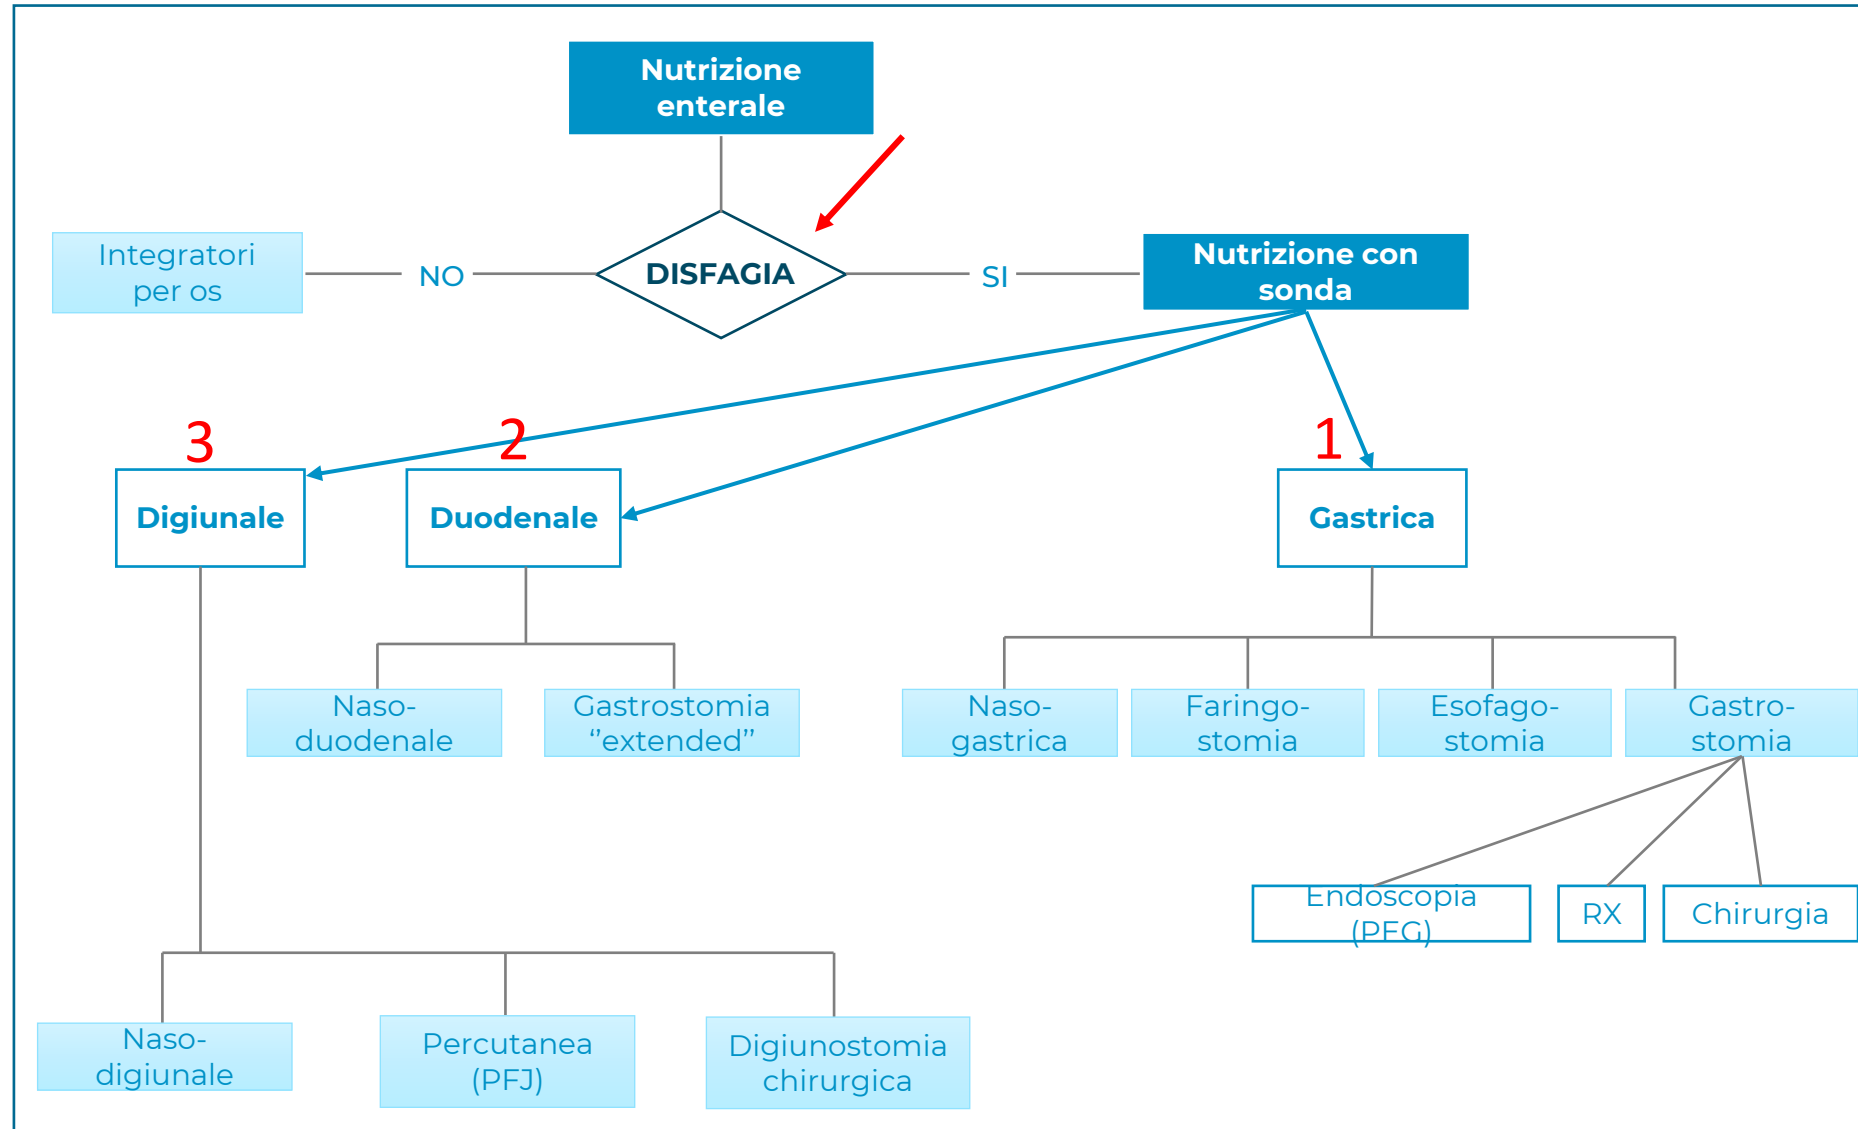 Nutrizione
enterale
Integratori
per os
NO
DISFAGIA
SI
Nutrizione con
sonda
3
2
1
Digiunale
Duodenale
Gastrica
Naso-
duodenale
Gastrostomia
‘’extended’’
Naso-
gastrica
Faringo-
stomia
Esofago-
stomia
Gastro-
stomia
Endoscopia
(PEG)
RX
Chirurgia
Naso-
digiunale
Percutanea
(PFJ)
Digiunostomia
chirurgica